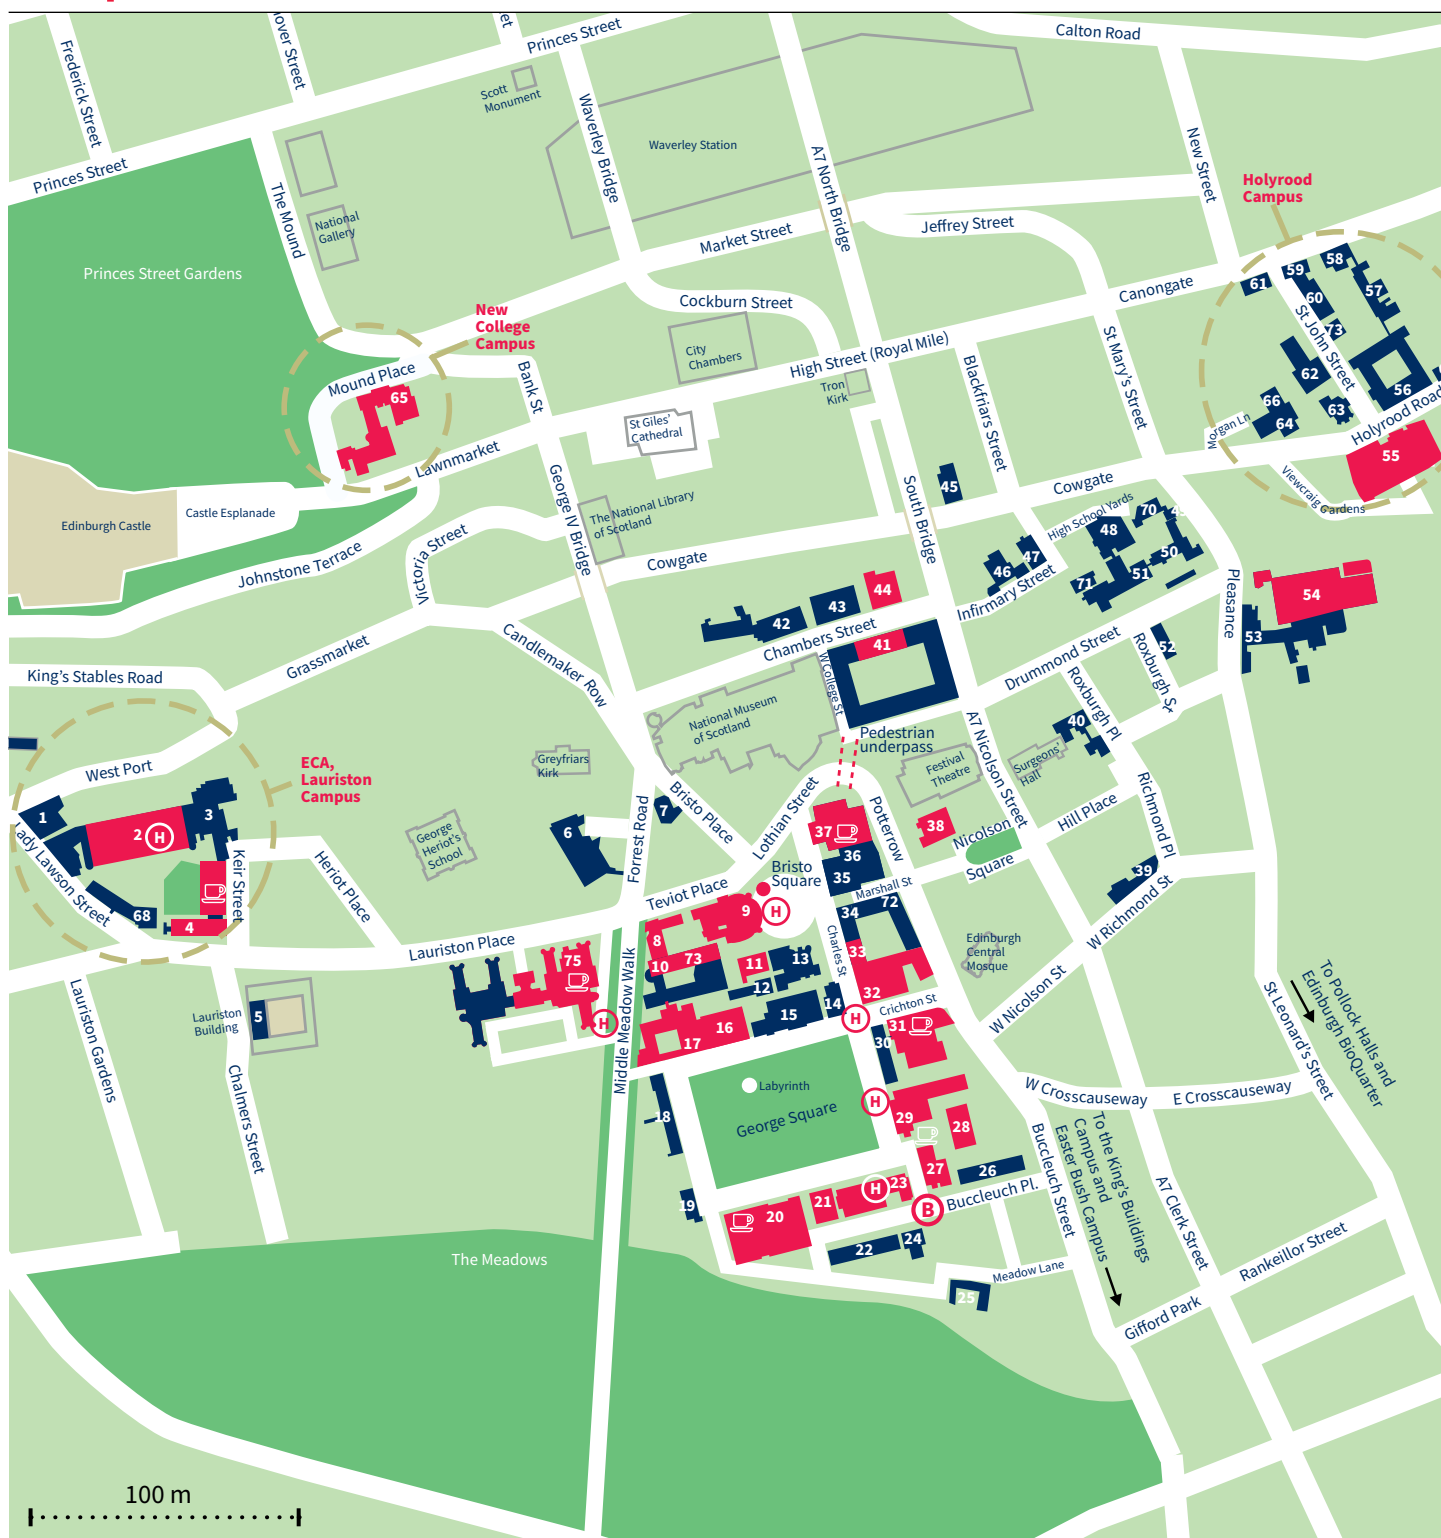 Princes Street
Calton Road
Frederick Street
Scott
Monument
Waverley Bridge
Waverley Station
A7 North Bridge
New Street
Princes Street
Holyrood
Campus
The Mound
National
Gallery
Market Street
Jeffrey Street
Princes Street Gardens
Canongate
Cockburn Street
New
College
Campus
City
Chambers
High Street (Royal Mile)
St Mary's Street
61
59
58
60
57
St John Street
73
62
56
66
64
63
Morgan Ln
Holyrood Road
55
Viewcraig
Gardens
Mound Place
65
Bank St
Tron
Kirk
Blackfriars Street
St Giles'
Cathedral
Lawnmarket
George IV Bridge
The National Library
of Scotland
South Bridge
45
Cowgate
Castle Esplanade
Edinburgh Castle
Johnstone Terrace
Victoria Street
Cowgate
High School Yards
70
48
47
46
50
51
71
Infirmary Street
Pleasance
54
53
52
44
43
42
Chambers Street
41
W College St
Drummond Street
Roxburgh St
Roxburgh Pl
Grassmarket
Candlemaker Row
King's Stables Road
National Museum
of Scotland
Pedestrian
underpass
A7 Nicolson Street
40
Surgeons'
Hall
Festival
Theatre
Greyfriars
Kirk
West Port
ECA,
Lauriston
Campus
1
2
H
3
Lady Lawson Street
Keir Street
68
4
Heriot Place
George
Heriot's
School
6
7
Forrest Road
Bristo Place
Lothian Street
Potterrow
37
36
35
38
Nicolson
Square
Hill Place
Richmond Pl
39
W Richmond St
Bristo
Square
Teviot Place
Marshall St
34
72
33
32
Charles St
9
H
8
10
73
11
13
12
14
15
16
17
Lauriston Place
75
H
Middle Meadow Walk
Edinburgh
Central
Mosque
W Nicolson St
Crichton St
H
31
30
Lauriston
Building
5
Lauriston Gardens
Chalmers Street
Labyrinth
George Square
H
29
28
27
26
18
19
20
21
H
23
B
Buccleuch Pl.
22
24
25
Meadow Lane
Buccleuch Street
W Crosscauseway
E Crosscauseway
St Leonard's Street
To Pollock Halls and
Edinburgh BioQuarter
To the King's Buildings
Campus and
Easter Bush Campus
A7 Clerk Street
Rankeillor Street
Gifford Park
The Meadows
100 m